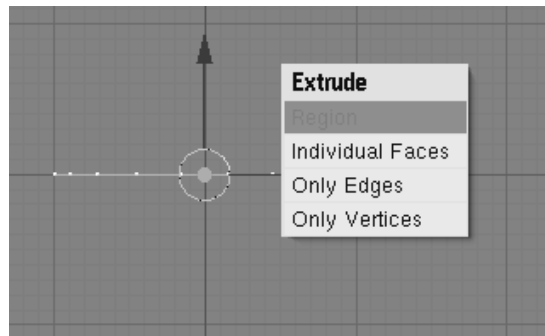 Extrude
Region
Individual Faces
Only Edges
Only Vertices